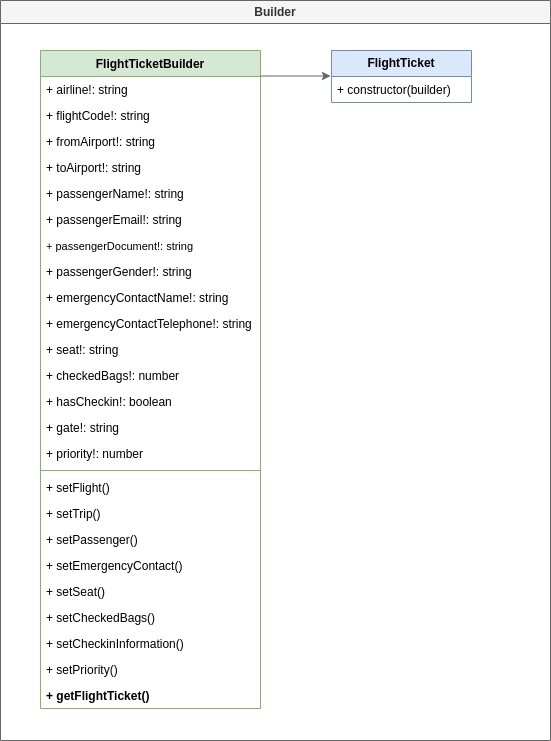 Builder
FlightTicketBuilder
+ airline!: string
+ flightCode!: string
+ fromAirport!: string
+ toAirport!: string
+ passengerName!: string
+ passengerEmail!: string
+ passengerDocument!: string
+ passengerGender!: string
+ emergencyContactName!: string
+ emergencyContactTelephone!: string
+ seat!: string
+ checkedBags!: number
+ hasCheckin!: boolean
+ gate!: string
+ priority!: number
+ setFlight()
+ setTrip()
+ setPassenger()
+ setEmergencyContact()
+ setSeat()
+ setCheckedBags()
+ setCheckinInformation()
+ setPriority()
+ getFlightTicket()
FlightTicket
+ constructor(builder)